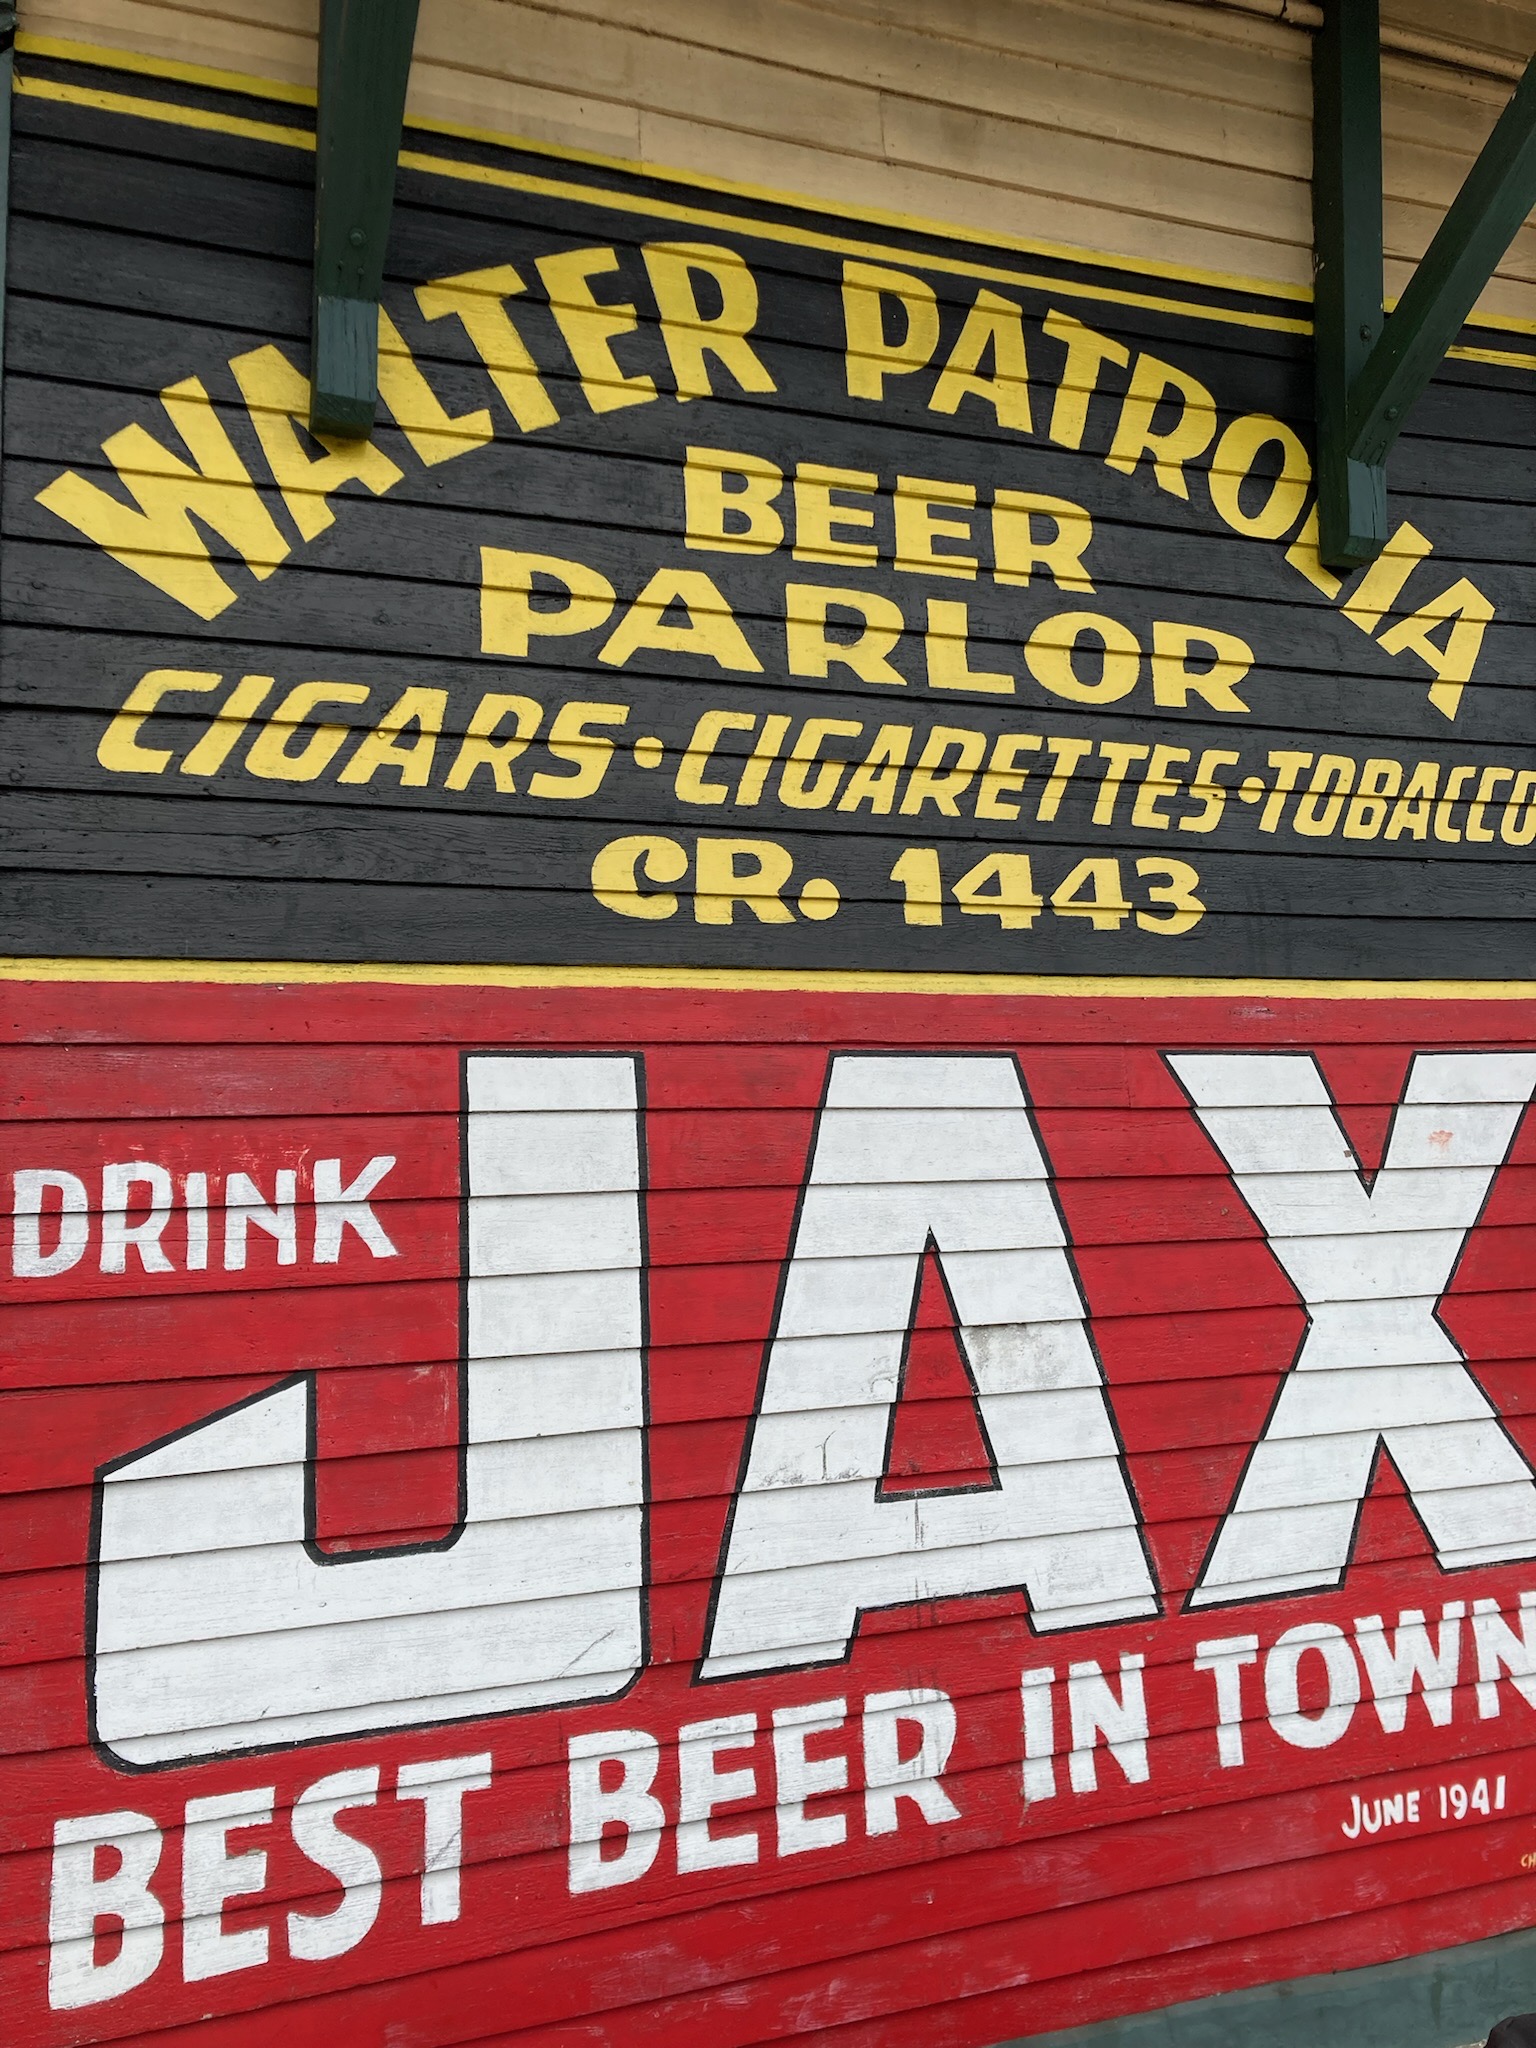 WALTER PATROLIA
BEER
PARLOR
CIGARS • CIGARETTES • TOBACCO
CR. 1443
DRINK
JAX
BEST BEER IN TOWN
JUNE 1941